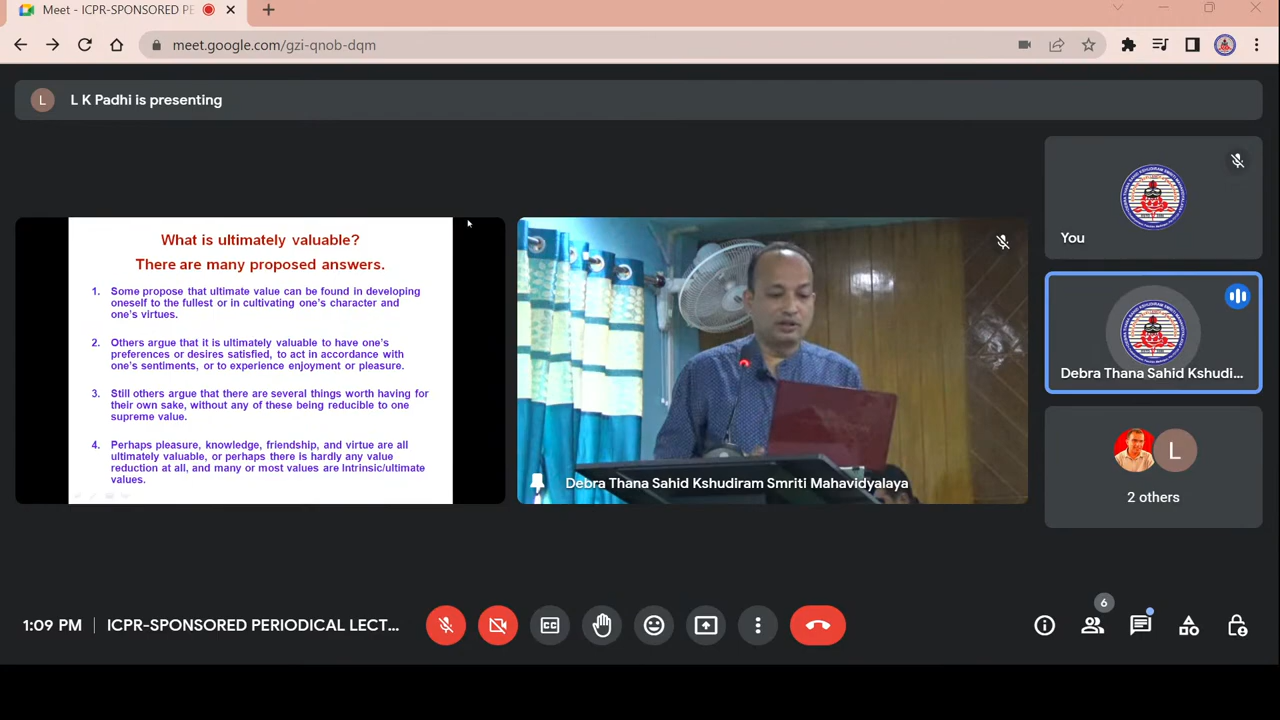 Meet - ICPR-SPONSORED PE
meet.google.com/gzi-qnob-dqm
L
L K Padhi is presenting
What is ultimately valuable?
There are many proposed answers.
1. Some propose that ultimate value can be found in developing
oneself to the fullest or in cultivating one's character and
one's virtues.
2. Others argue that it is ultimately valuable to have one's
preferences or desires satisfied, to act in accordance with
one's sentiments, or to experience enjoyment or pleasure.
3. Still others argue that there are several things worth having for
their own sake, without any of these being reducible to one
supreme value.
4. Perhaps pleasure, knowledge, friendship, and virtue are all
ultimately valuable, or perhaps there is hardly any value
reduction at all, and many or most values are Intrinsic/ultimate
values.
Debra Thana Sahid Kshudiram Smriti Mahavidyalaya
You
Debra Thana Sahid Kshudi...
L
2 others
1:09 PM
ICPR-SPONSORED PERIODICAL LECT...
CC
6